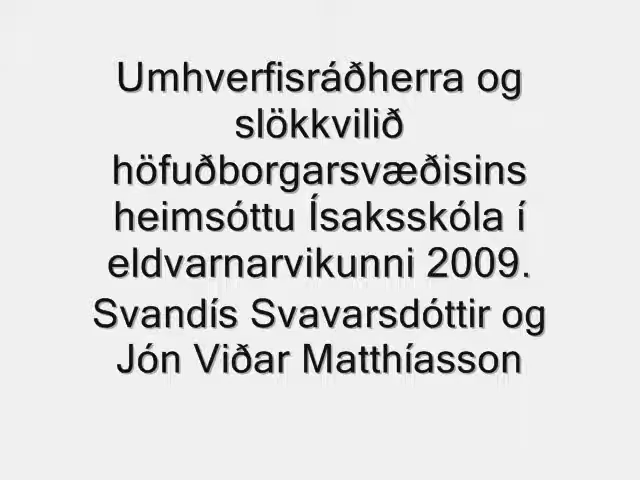 Umhverfisráðherra og
slökkvilið
höfuðborgarsvæðisins
heimsóttu Ísaksskóla í
eldvarnarvikunni 2009.
Svandís Svavarsdóttir og
Jón Viðar Matthíasson